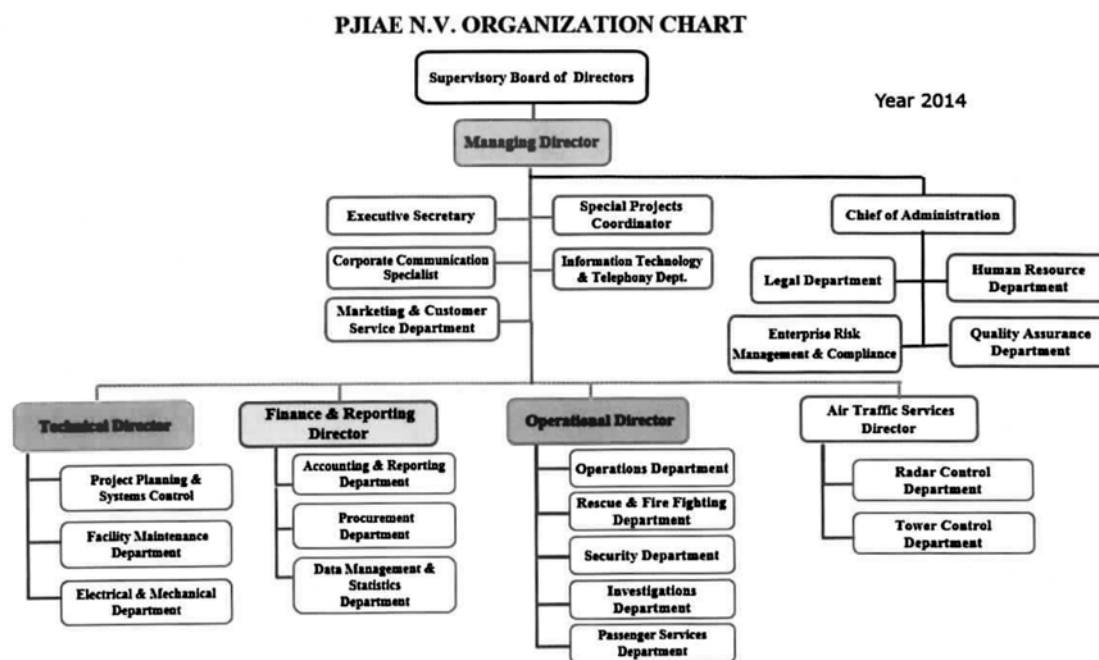 PJIAE N.V. ORGANIZATION CHART
Supervisory Board of Directors
Year 2014
Managing Director
Executive Secretary
Special Projects
Coordinator
Chief of Administration
Corporate Communication
Specialist
Information Technology
& Telephony Dept.
Legal Department
Human Resource
Department
Marketing & Customer
Service Department
Enterprise Risk
Management & Compliance
Quality Assurance
Department
Technical Director
Finance & Reporting
Director
Operational Director
Air Traffic Services
Director
Project Planning &
Systems Control
Facility Maintenance
Department
Electrical & Mechanical
Department
Accounting & Reporting
Department
Procurement
Department
Data Management &
Statistics
Department
Operations Department
Rescue & Fire Fighting
Department
Security Department
Investigations
Department
Passenger Services
Department
Radar Control
Department
Tower Control
Department